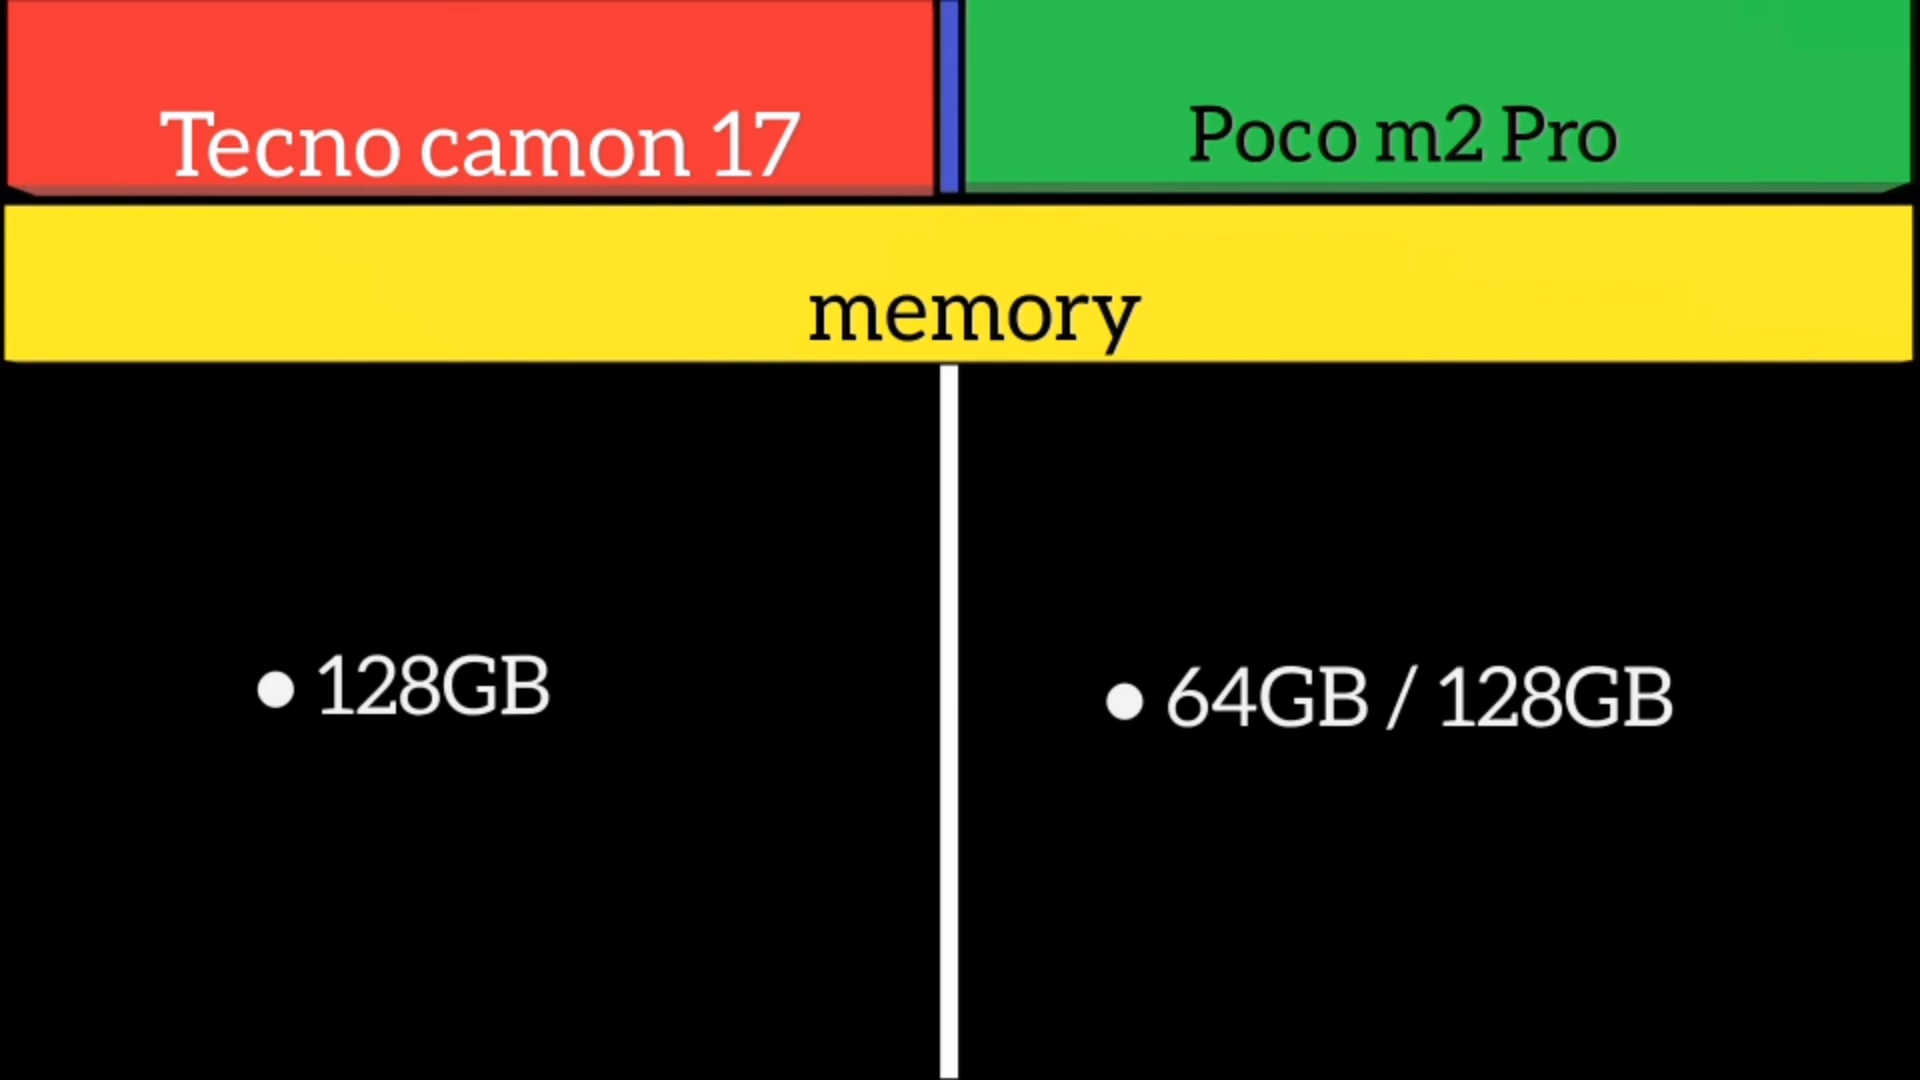 Tecno camon 17
Poco m2 Pro
memory
● 128GB
● 64GB / 128GB